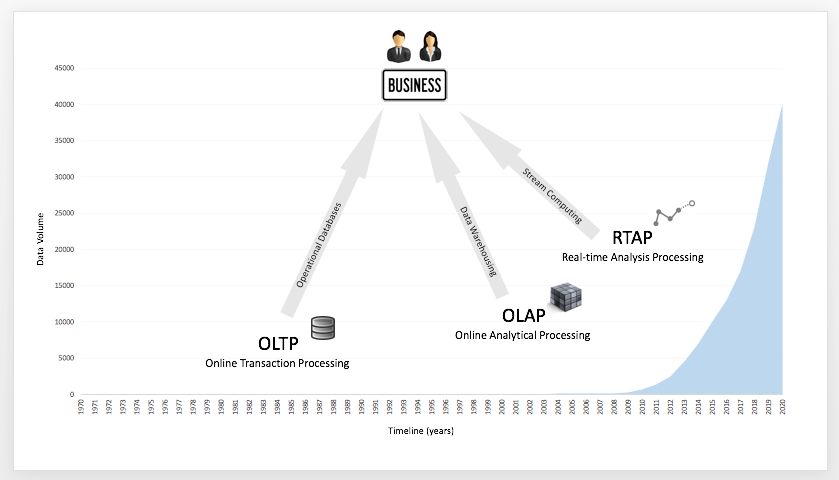 BUSINESS
45000
40000
35000
30000
25000
20000
15000
10000
5000
0
Data Volume
Operational Databases
Data Warehousing
Stream Computing
RTAP
Real-time Analysis Processing
OLAP
Online Analytical Processing
OLTP
Online Transaction Processing
1970 1971 1972 1973 1974 1975 1976 1977 1978 1979 1980 1981 1982 1983 1984 1985 1986 1987 1988 1989 1990 1991 1992 1993 1994 1995 1996 1997 1998 1999 2000 2001 2002 2003 2004 2005 2006 2007 2008 2009 2010 2011 2012 2013 2014 2015 2016 2017 2018 2019 2020
Timeline (years)